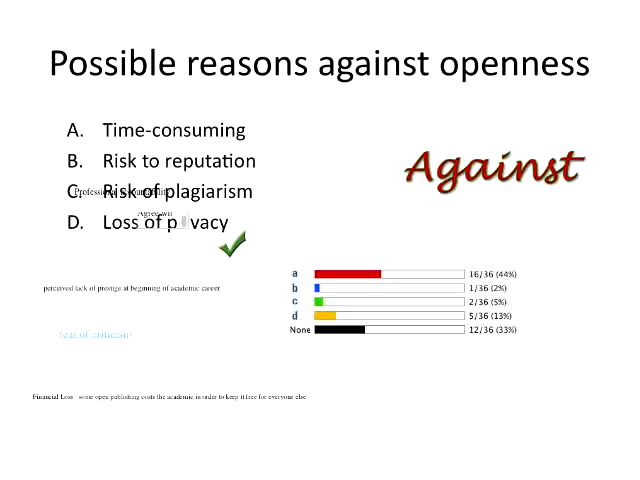 Possible reasons against openness
A. Time-consuming
B. Risk to reputation
Against
C. Risk of plagiarism
Agree wit
D. Loss of p vacy
a 16/36 (44%)
b 1/36 (2%)
perceived lack of prestige at beginning of academic career
c 2/36 (5%)
d 5/36 (13%)
None 12/36 (33%)
fear of criticism
Financial Loss some open publishing costs the academic in order to keep it free for everyone else